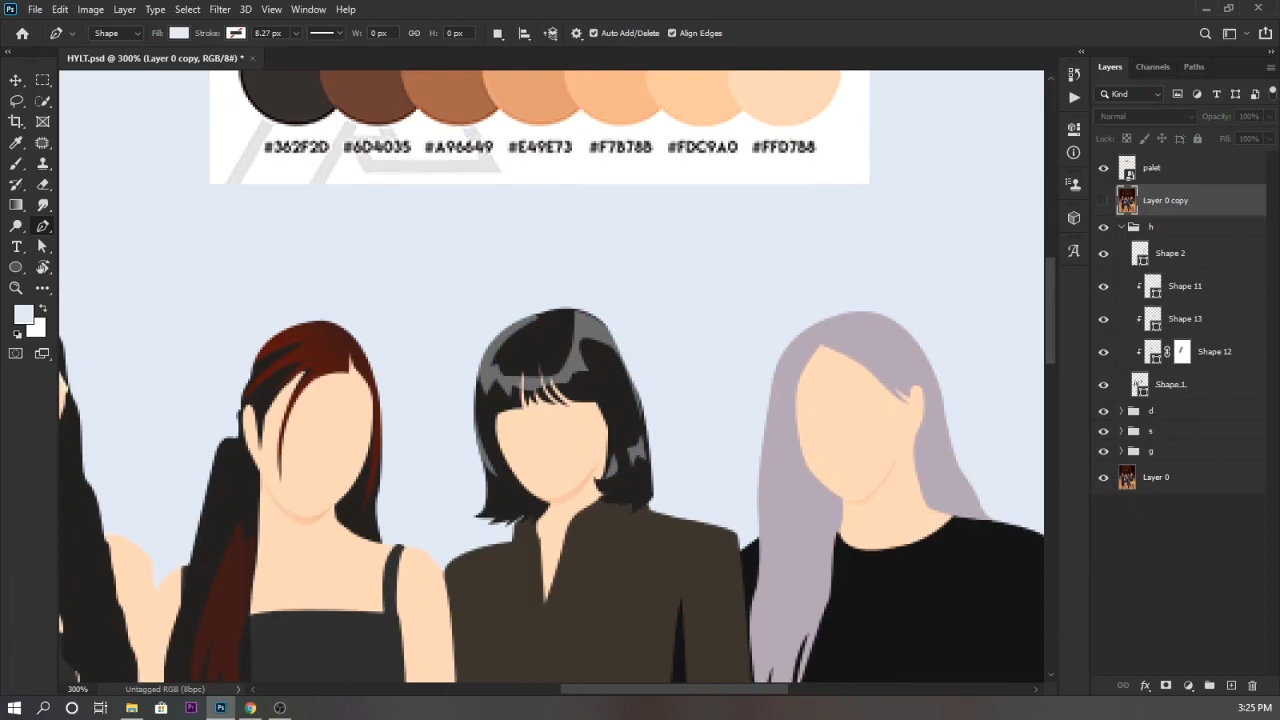 Ps File Edit Image Layer Type Select Filter 3D View Window Help
Shape Fill: Stroke: 8.27 px W: 0 px H: 0 px Auto Add/Delete Align Edges
HYLT.psd @ 300% (Layer 0 copy, RGB/8#) * ×
#362F2D #6D4035 #A96649 #E49E73 #F7B788 #FDC9A0 #FFD7B8
Layers Channels Paths
Kind
Normal Opacity: 100%
Lock: Fill: 100%
palet
Layer 0 copy
h
Shape 2
Shape 11
Shape 13
Shape 12
Shape 1
d
s
g
Layer 0
300% Untagged RGB (8bpc)
3:25 PM